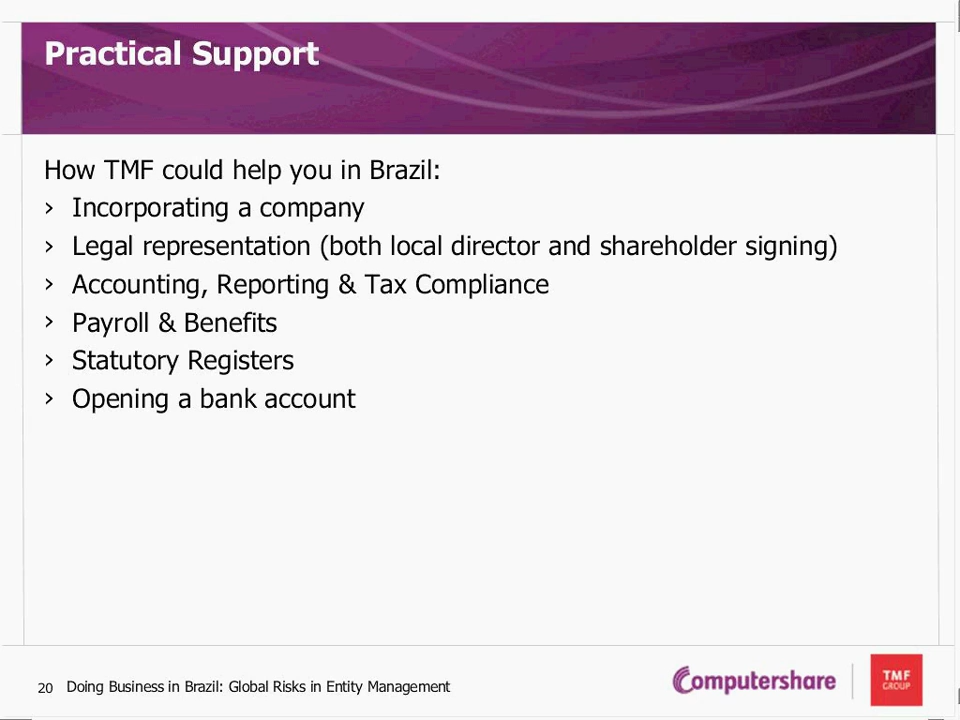 Practical Support
How TMF could help you in Brazil:
› Incorporating a company
› Legal representation (both local director and shareholder signing)
› Accounting, Reporting & Tax Compliance
› Payroll & Benefits
› Statutory Registers
› Opening a bank account
20 Doing Business in Brazil: Global Risks in Entity Management
Computershare
TMF
GROUP